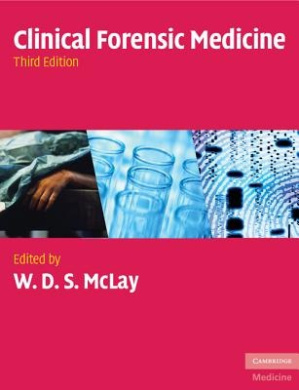 Clinical Forensic Medicine
Third Edition
Edited by
W. D. S. McLay
CAMBRIDGE
Medicine